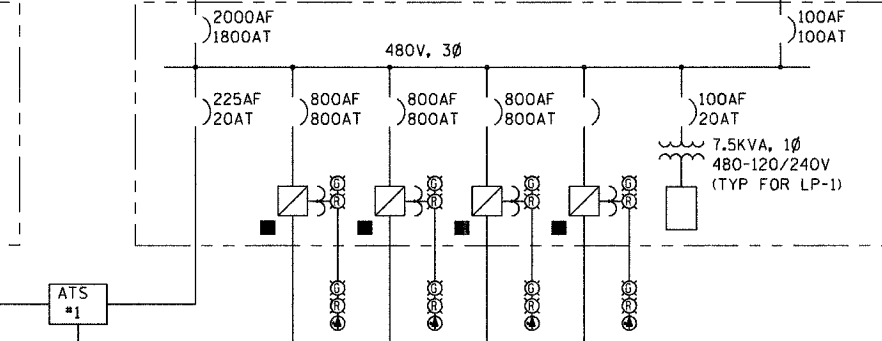 2000AF
1800AT
100AF
100AT
480V, 3Ø
225AF
20AT
800AF
800AT
800AF
800AT
800AF
800AT
100AF
20AT
7.5KVA, 1Ø
480-120/240V
(TYP FOR LP-1)
G
R
G
R
G
R
G
R
ATS
#1
G
R
G
R
G
R
G
R